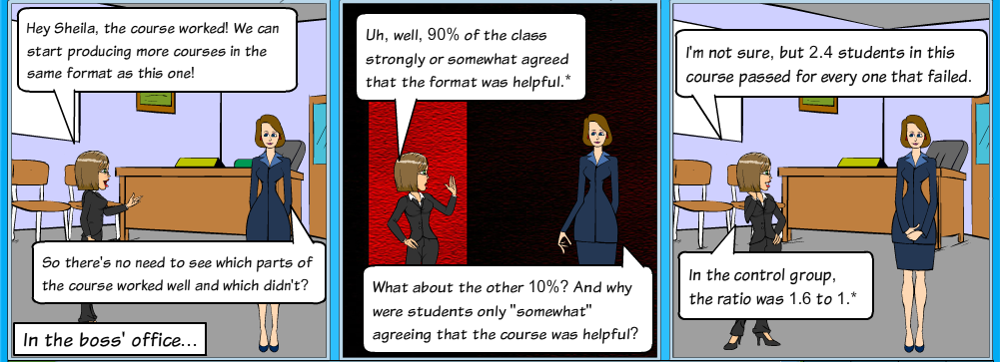 Hey Sheila, the course worked! We can
start producing more courses in the
same format as this one!
So there's no need to see which parts of
the course worked well and which didn't?
In the boss' office...
Uh, well, 90% of the class
strongly or somewhat agreed
that the format was helpful.*
What about the other 10%? And why
were students only "somewhat"
agreeing that the course was helpful?
I'm not sure, but 2.4 students in this
course passed for every one that failed.
In the control group,
the ratio was 1.6 to 1.*